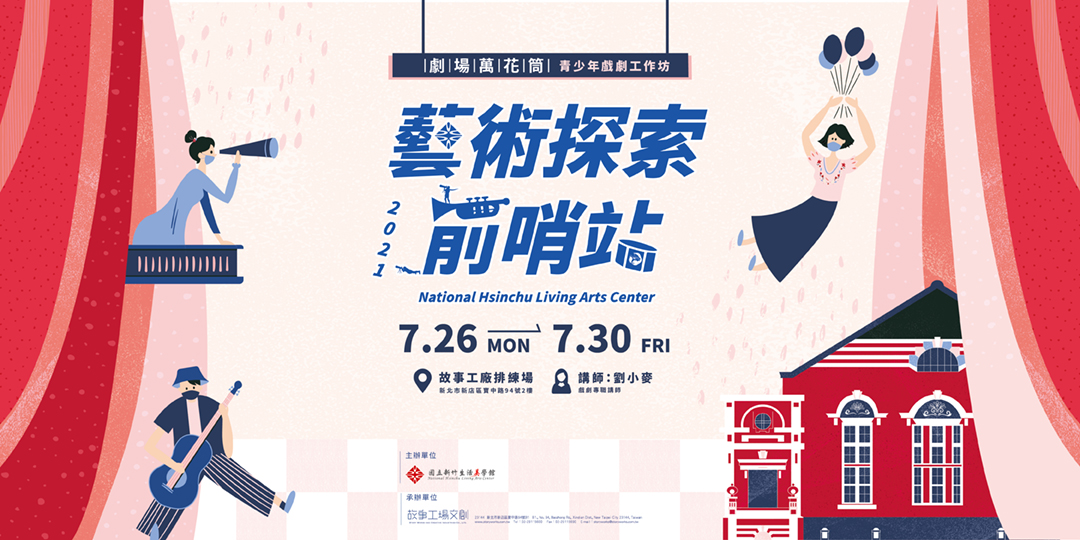 劇場萬花筒 青少年戲劇工作坊
藝術探索
2021
前哨站
National Hsinchu Living Arts Center
7.26 MON 7.30 FRI
故事工廠排練場
新北市新店區寶中路94號2樓
講師：劉小麥
戲劇專職講師
主辦單位
國立新竹生活美學館
National Hsinchu Living Arts Center
承辦單位
故事工場文創